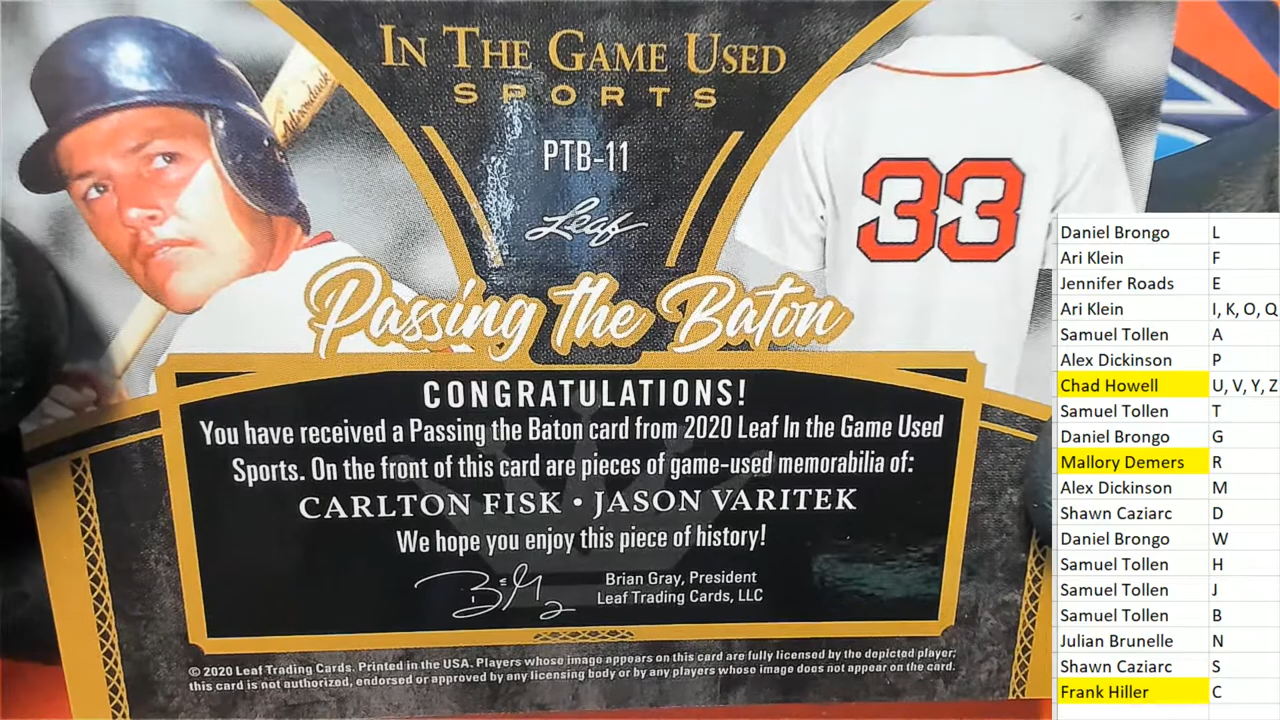 Adirondack
IN THE GAME USED
SPORTS
PTB-11
Leaf
33
Passing the Baton
CONGRATULATIONS!
You have received a Passing the Baton card from 2020 Leaf In the Game Used
Sports. On the front of this card are pieces of game-used memorabilia of:
CARLTON FISK • JASON VARITEK
We hope you enjoy this piece of history!
Brian Gray, President
Leaf Trading Cards, LLC
© 2020 Leaf Trading Cards. Printed in the USA. Players whose image appears on this card are fully licensed by the depicted player;
this card is not authorized, endorsed or approved by any licensing body or by any players whose image does not appear on the card.
Daniel Brongo L
Ari Klein F
Jennifer Roads E
Ari Klein I, K, O, Q
Samuel Tollen A
Alex Dickinson P
Chad Howell U, V, Y, Z
Samuel Tollen T
Daniel Brongo G
Mallory Demers R
Alex Dickinson M
Shawn Caziarc D
Daniel Brongo W
Samuel Tollen H
Samuel Tollen J
Samuel Tollen B
Julian Brunelle N
Shawn Caziarc S
Frank Hiller C